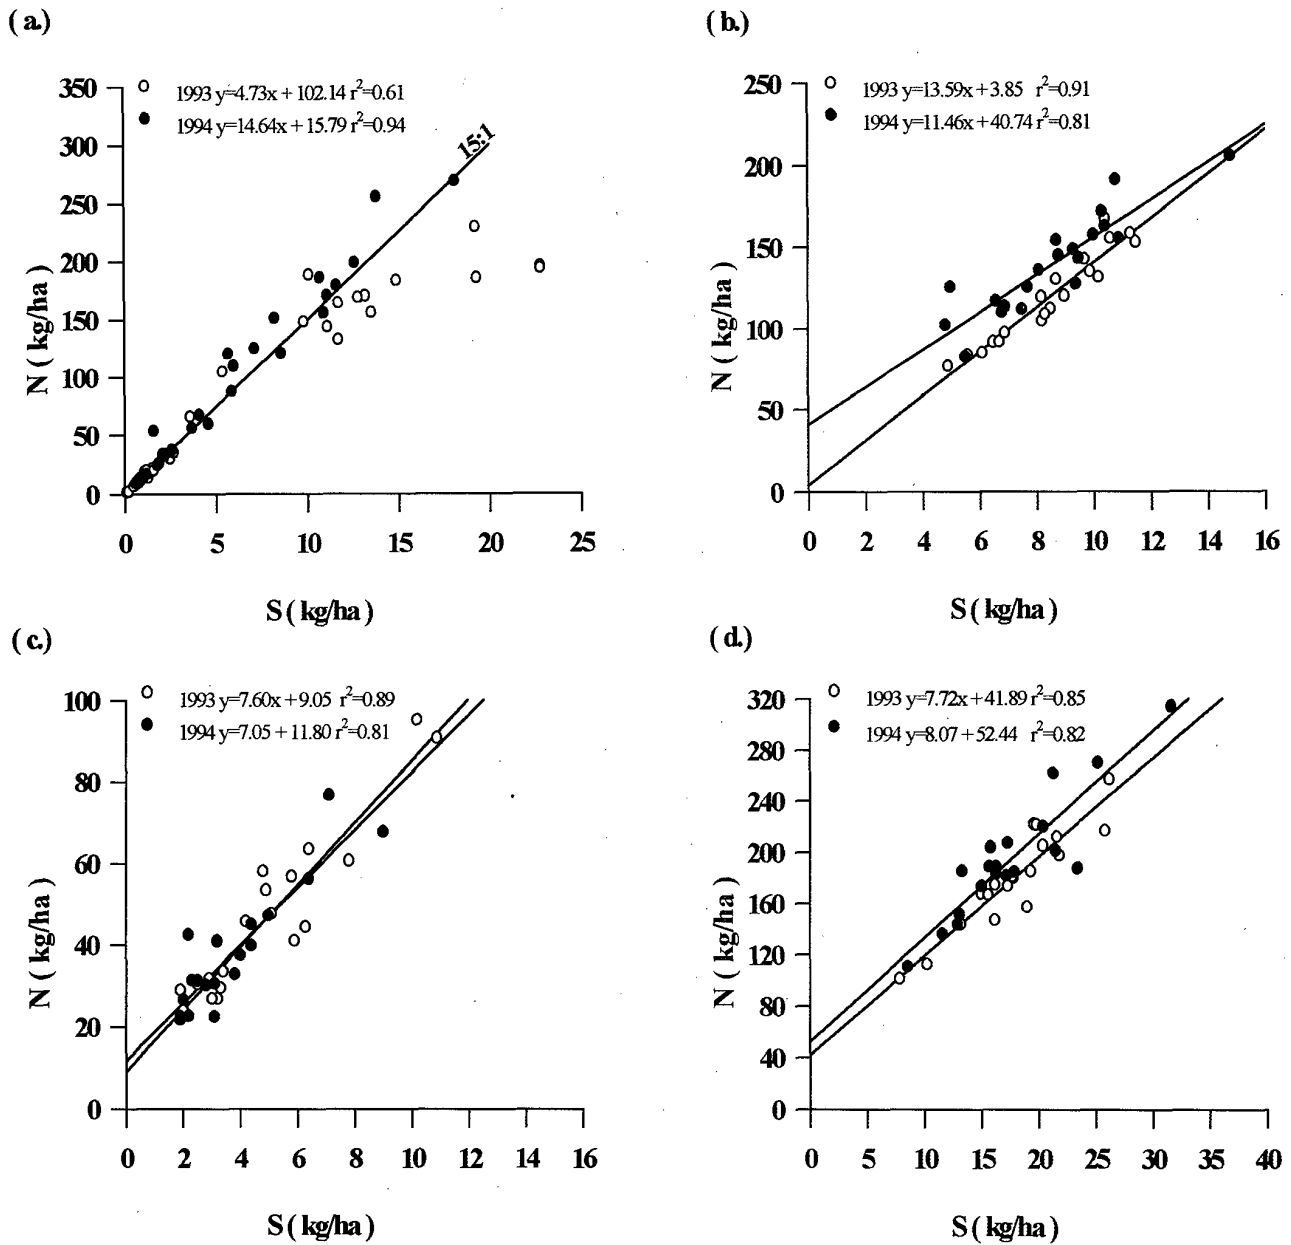 ( a.)
350
300
250
200
150
100
50
0
N ( kg/ha)
1993 y=4.73x + 102.14 r²=0.61
1994 y=14.64x + 15.79 r²=0.94
15:1
0 5 10 15 20 25
S ( kg/ha)
( b.)
250
200
150
100
50
0
N ( kg/ha)
1993 y=13.59x + 3.85 r²=0.91
1994 y=11.46x + 40.74 r²=0.81
0 2 4 6 8 10 12 14 16
S ( kg/ha)
( c.)
100
80
60
40
20
0
N ( kg/ha)
1993 y=7.60x + 9.05 r²=0.89
1994 y=7.05 + 11.80 r²=0.81
0 2 4 6 8 10 12 14 16
S ( kg/ha)
( d.)
320
280
240
200
160
120
80
40
0
N ( kg/ha)
1993 y=7.72x + 41.89 r²=0.85
1994 y=8.07 + 52.44 r²=0.82
0 5 10 15 20 25 30 35 40
S ( kg/ha)